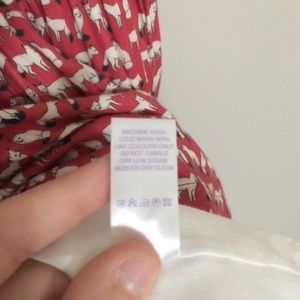 MACHINE WASH
COLD WASH WITH
LIKE COLOURS ONLY
DO NOT TUMBLE
DRY LOW STEAM
IRON OR DRY CLEAN